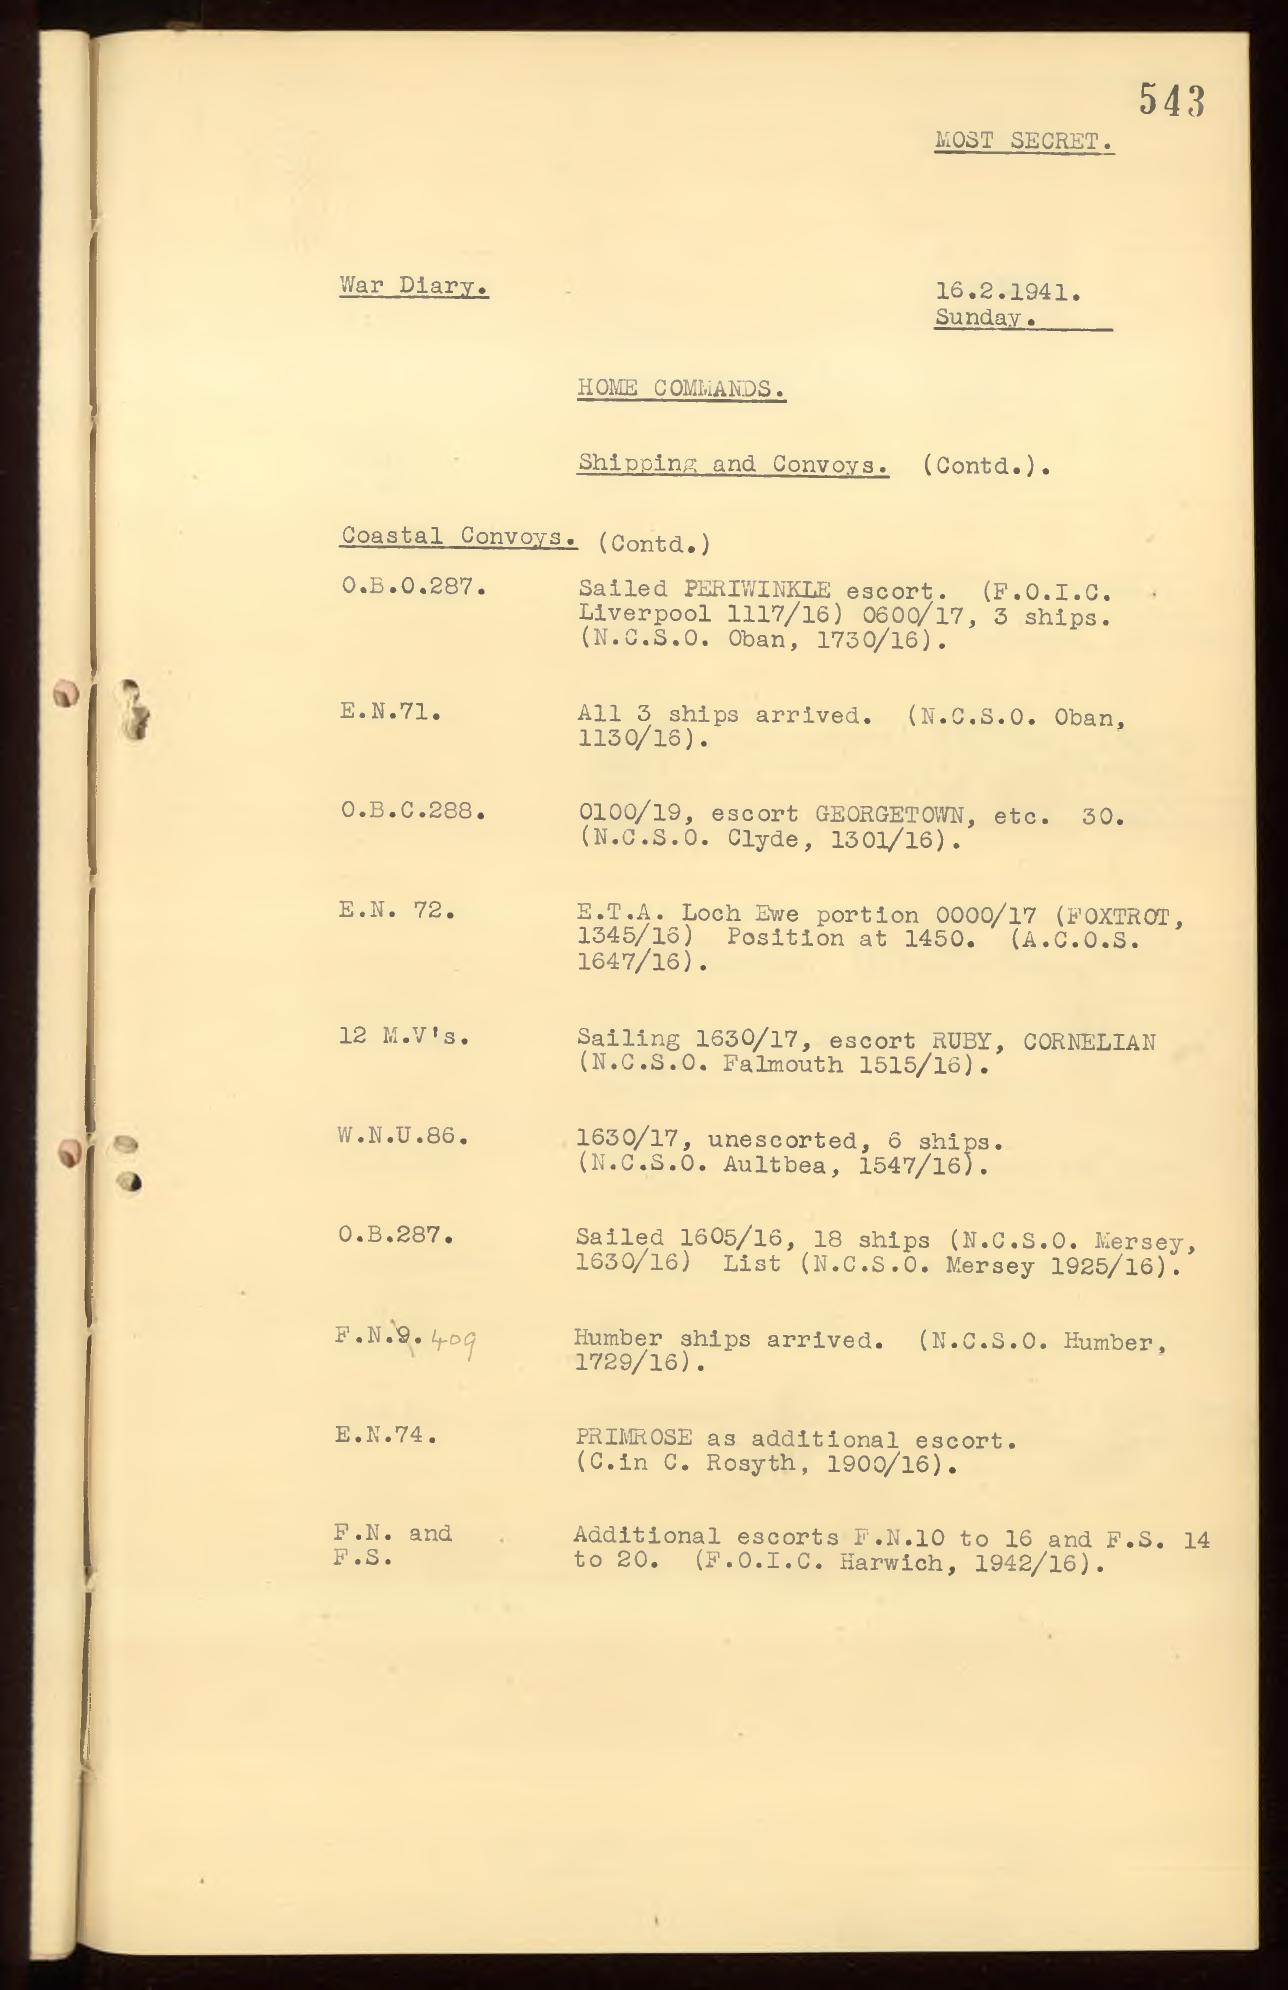 543
MOST SECRET.
War Diary.
16.2.1941.
Sunday.
HOME COMMANDS.
Shipping and Convoys. (Contd.).
Coastal Convoys. (Contd.)
O.B.O.287. Sailed PERIWINKLE escort. (F.O.I.C.
Liverpool 1117/16) 0600/17, 3 ships.
(N.C.S.O. Oban, 1730/16).
E.N.71. All 3 ships arrived. (N.C.S.O. Oban,
1130/16).
O.B.C.288. 0100/19, escort GEORGETOWN, etc. 30.
(N.C.S.O. Clyde, 1301/16).
E.N. 72. E.T.A. Loch Ewe portion 0000/17 (FOXTROT,
1345/16) Position at 1450. (A.C.O.S.
1647/16).
12 M.V's. Sailing 1630/17, escort RUBY, CORNELIAN
(N.C.S.O. Falmouth 1515/16).
W.N.U.86. 1630/17, unescorted, 6 ships.
(N.C.S.O. Aultbea, 1547/16).
O.B.287. Sailed 1605/16, 18 ships (N.C.S.O. Mersey,
1630/16) List (N.C.S.O. Mersey 1925/16).
F.N.9. 409 Humber ships arrived. (N.C.S.O. Humber,
1729/16).
E.N.74. PRIMROSE as additional escort.
(C.in C. Rosyth, 1900/16).
F.N. and Additional escorts F.N.10 to 16 and F.S. 14
F.S. to 20. (F.O.I.C. Harwich, 1942/16).